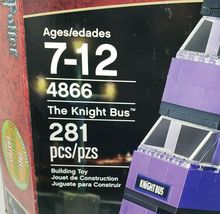 Potter
Ages/edades
7-12
4866
The Knight Bus™
281
pcs/pzs
Building Toy
Jouet de Construction
Juguete para Construir
KNIGHT BUS